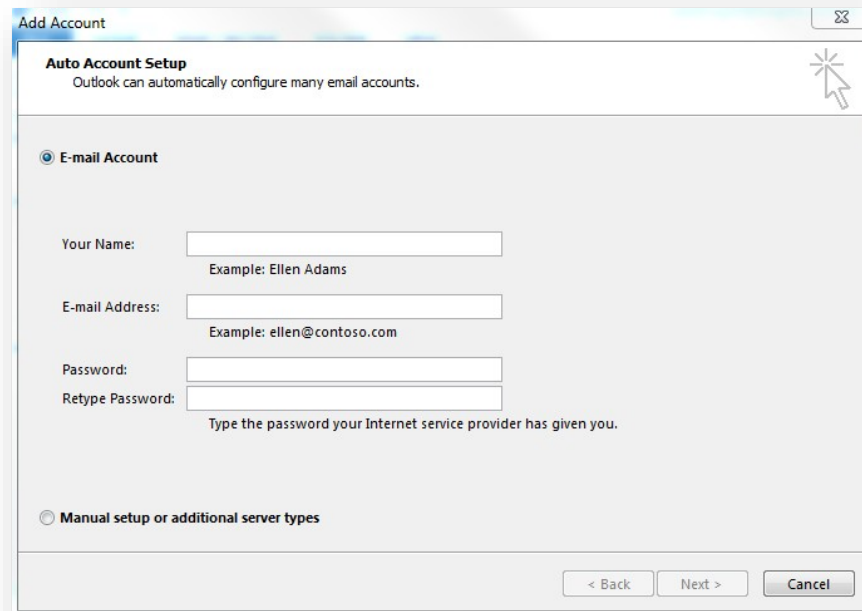 Add Account
Auto Account Setup
Outlook can automatically configure many email accounts.
E-mail Account
Your Name:
Example: Ellen Adams
E-mail Address:
Example: ellen@contoso.com
Password:
Retype Password:
Type the password your Internet service provider has given you.
Manual setup or additional server types
< Back Next > Cancel